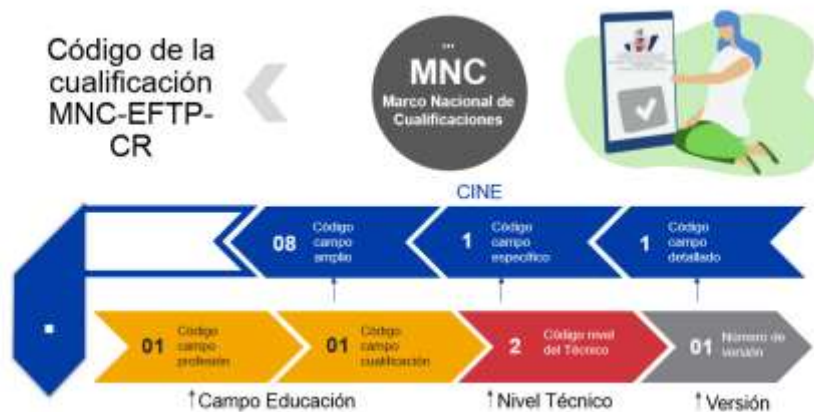 Código de la
cualificación
MNC-EFTP-
CR
...
MNC
Marco Nacional de
Cualificaciones
CINE
08
Código
campo
amplio
1
Código
campo
específico
1
Código
campo
detallado
01
Código
campo
profesión
01
Código
campo
cualificación
2
Código nivel
del Técnico
01
Número de
versión
↑Campo Educación
↑Nivel Técnico
↑Versión